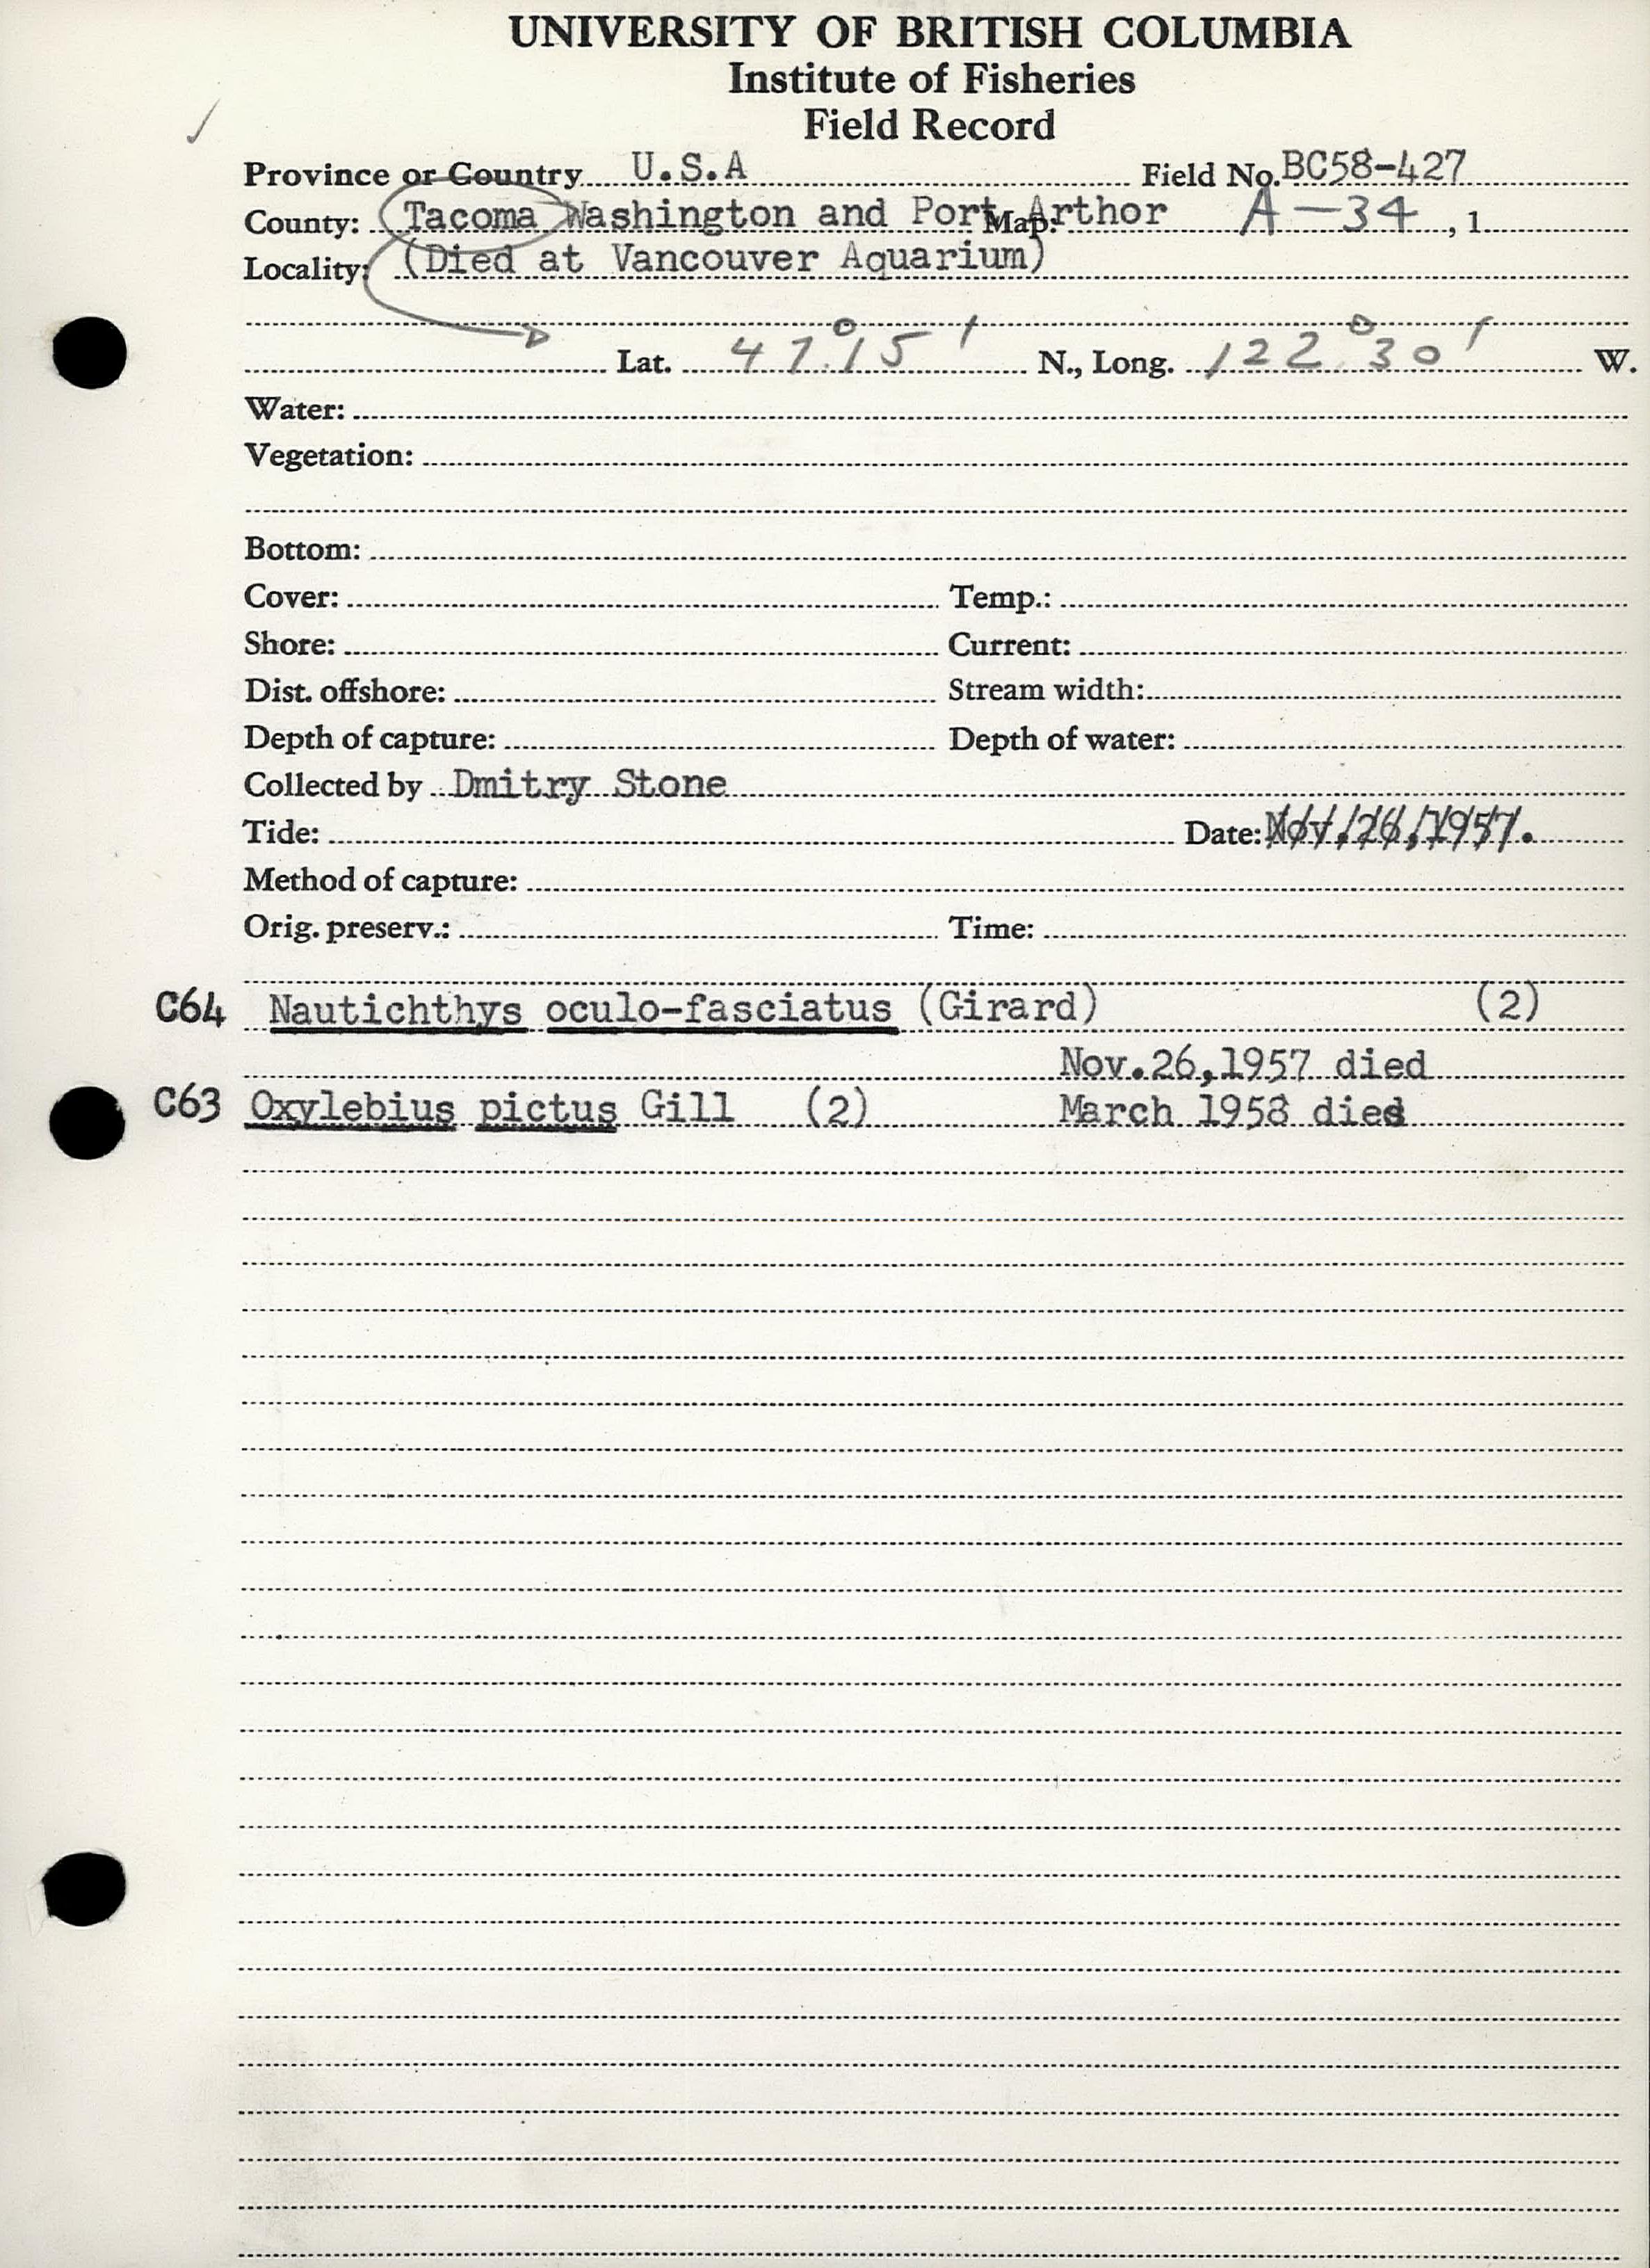 UNIVERSITY OF BRITISH COLUMBIA
Institute of Fisheries
Field Record
Province or Country U.S.A Field No. BC58-427
County: Tacoma Washington and Port Arthor Map: A-34, 1
Locality: (Died at Vancouver Aquarium)
Lat. 47°15' N., Long. 122°30' W.
Water:
Vegetation:
Bottom:
Cover: Temp.:
Shore: Current:
Dist. offshore: Stream width:
Depth of capture: Depth of water:
Collected by Dmitry Stone
Tide: Date: Nov.26,1957.
Method of capture:
Orig. preserv.: Time:
C64 Nautichthys oculo-fasciatus (Girard) (2)
Nov.26,1957 died
C63 Oxylebius pictus Gill (2) March 1958 died